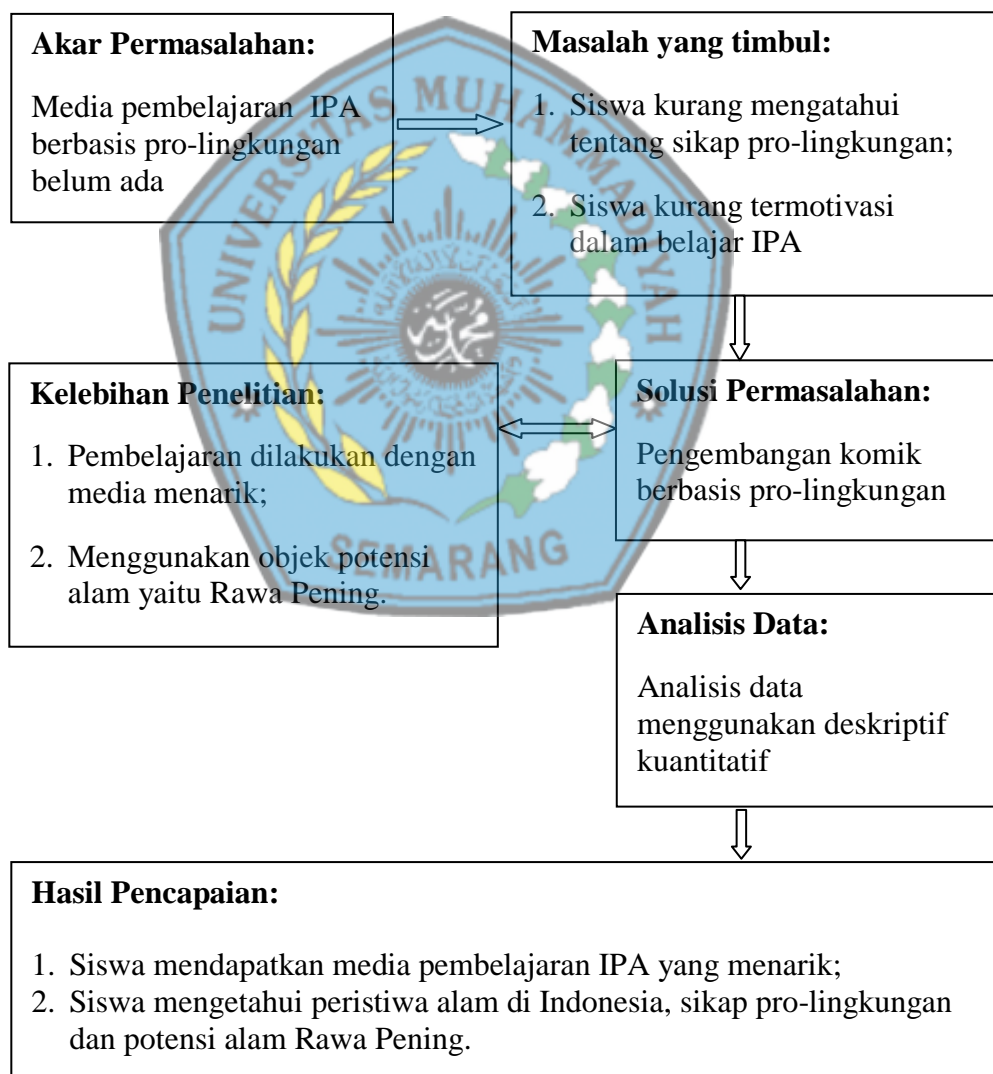 Akar Permasalahan:
Media pembelajaran IPA
berbasis pro-lingkungan
belum ada
Masalah yang timbul:
1. Siswa kurang mengatahui
tentang sikap pro-lingkungan;
2. Siswa kurang termotivasi
dalam belajar IPA
Kelebihan Penelitian:
1. Pembelajaran dilakukan dengan
media menarik;
2. Menggunakan objek potensi
alam yaitu Rawa Pening.
Solusi Permasalahan:
Pengembangan komik
berbasis pro-lingkungan
Analisis Data:
Analisis data
menggunakan deskriptif
kuantitatif
Hasil Pencapaian:
1. Siswa mendapatkan media pembelajaran IPA yang menarik;
2. Siswa mengetahui peristiwa alam di Indonesia, sikap pro-lingkungan
dan potensi alam Rawa Pening.
UNIVERSITAS MUHAMMADIYAH
SEMARANG